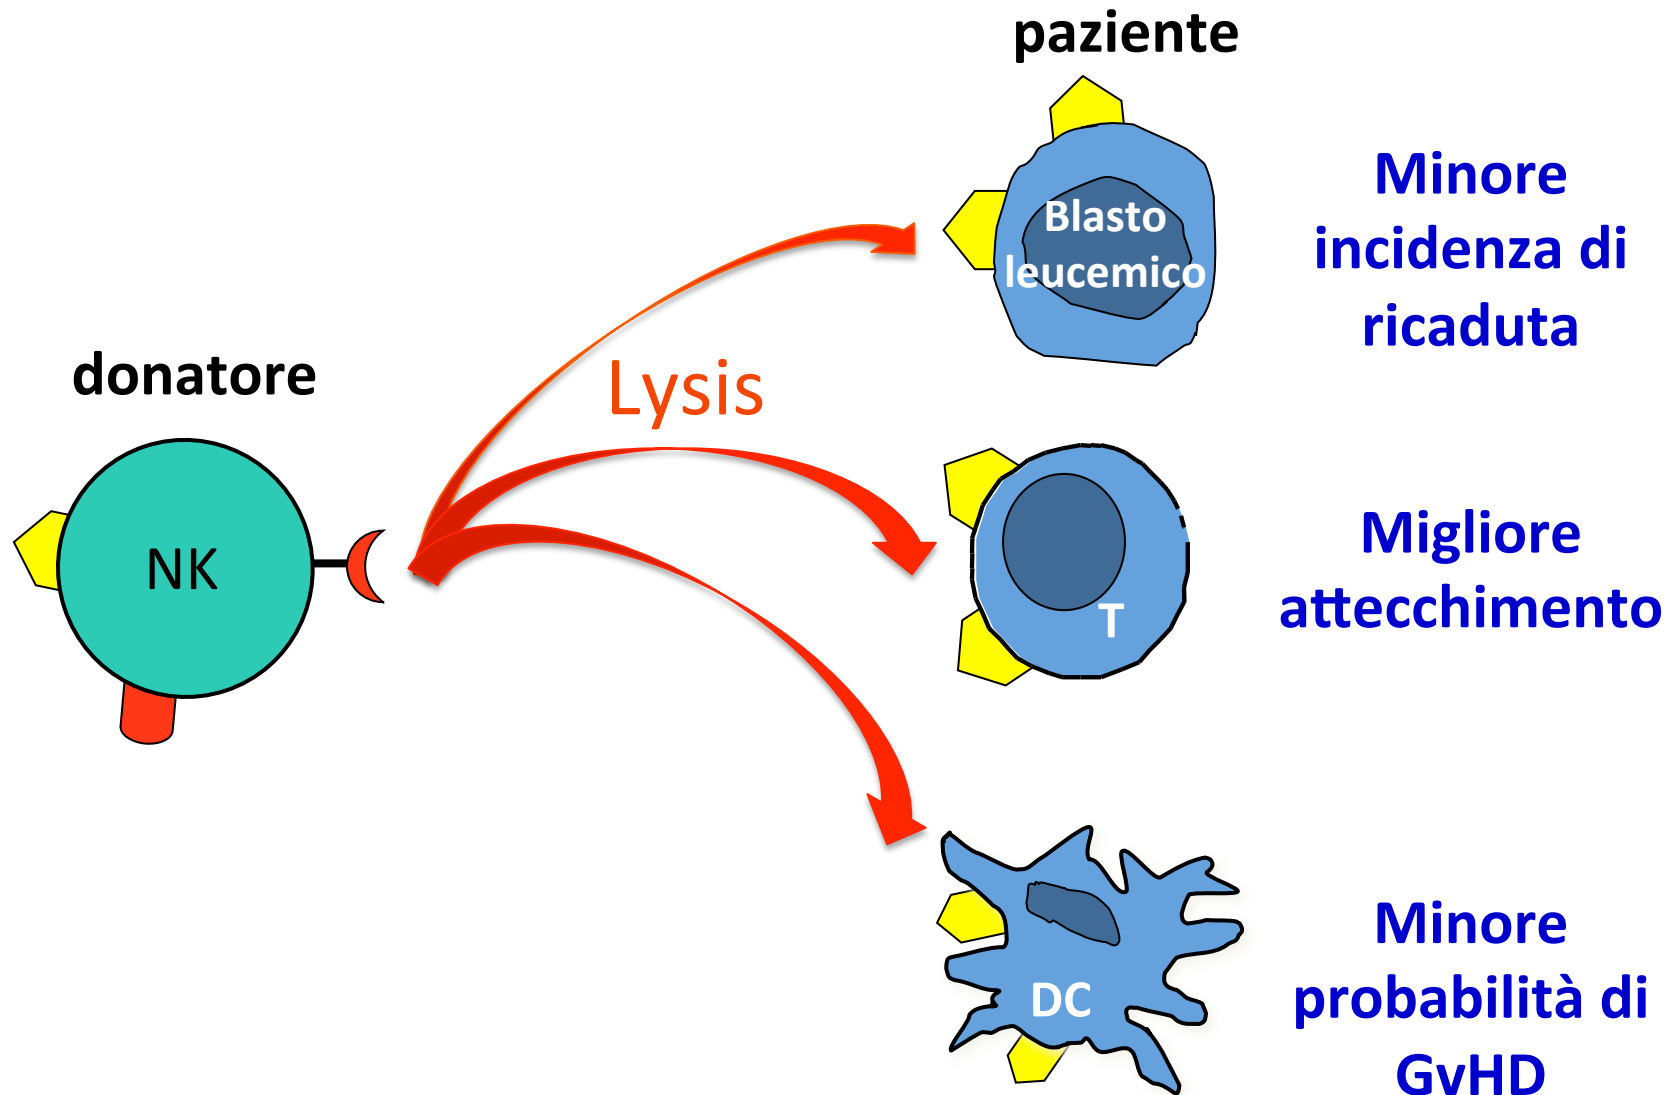 paziente
Blasto
leucemico
Minore
incidenza di
ricaduta
donatore
Lysis
NK
T
Migliore
attecchimento
DC
Minore
probabilità di
GvHD